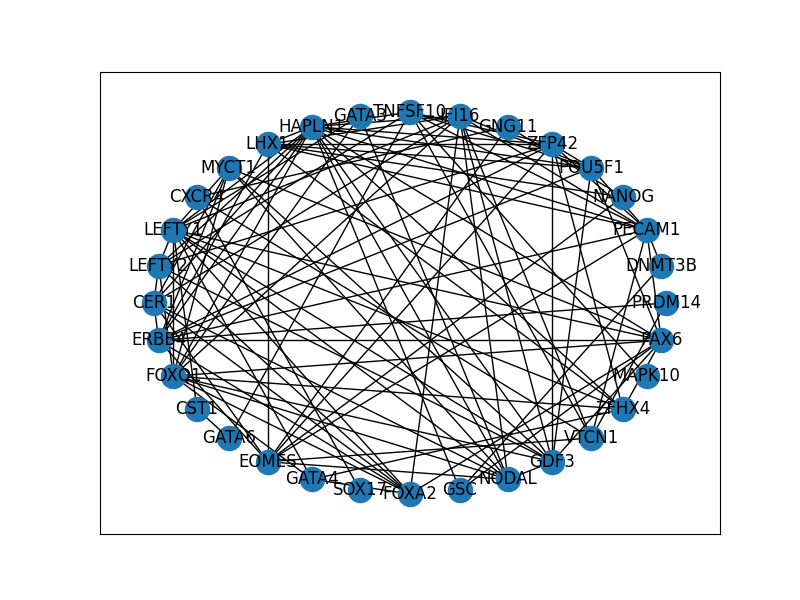 TNFSF10
GATA3
IFI16
HAPLN1
GNG11
LHX1
ZFP42
MYCT1
POU5F1
CXCR4
NANOG
LEFTY1
PECAM1
LEFTY2
DNMT3B
CER1
PRDM14
ERBB4
PAX6
FOXQ1
MAPK10
CST1
ZFHX4
GATA6
VTCN1
EOMES
GDF3
GATA4
NODAL
SOX17
GSC
FOXA2